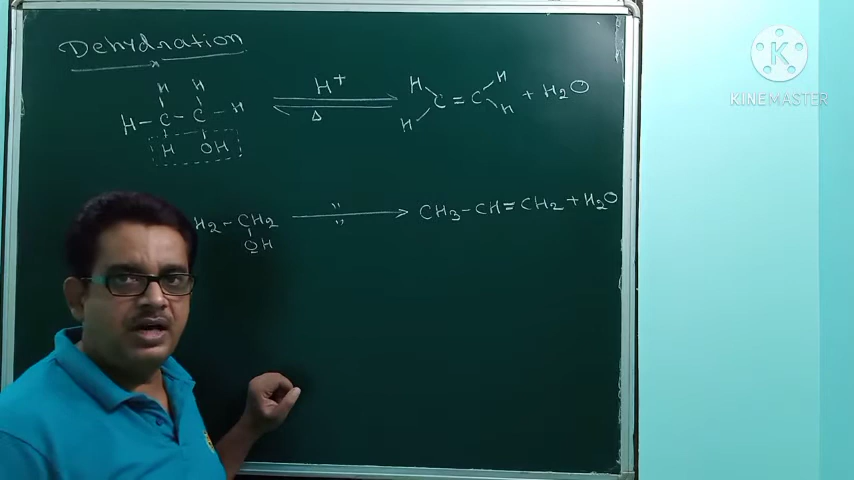 Dehydration
H H
H - C - C - H
H OH
H+
Δ
H H
C = C + H2O
H H
H2 - CH2
OH
"
"
CH3 - CH = CH2 + H2O
K
KINEMASTER